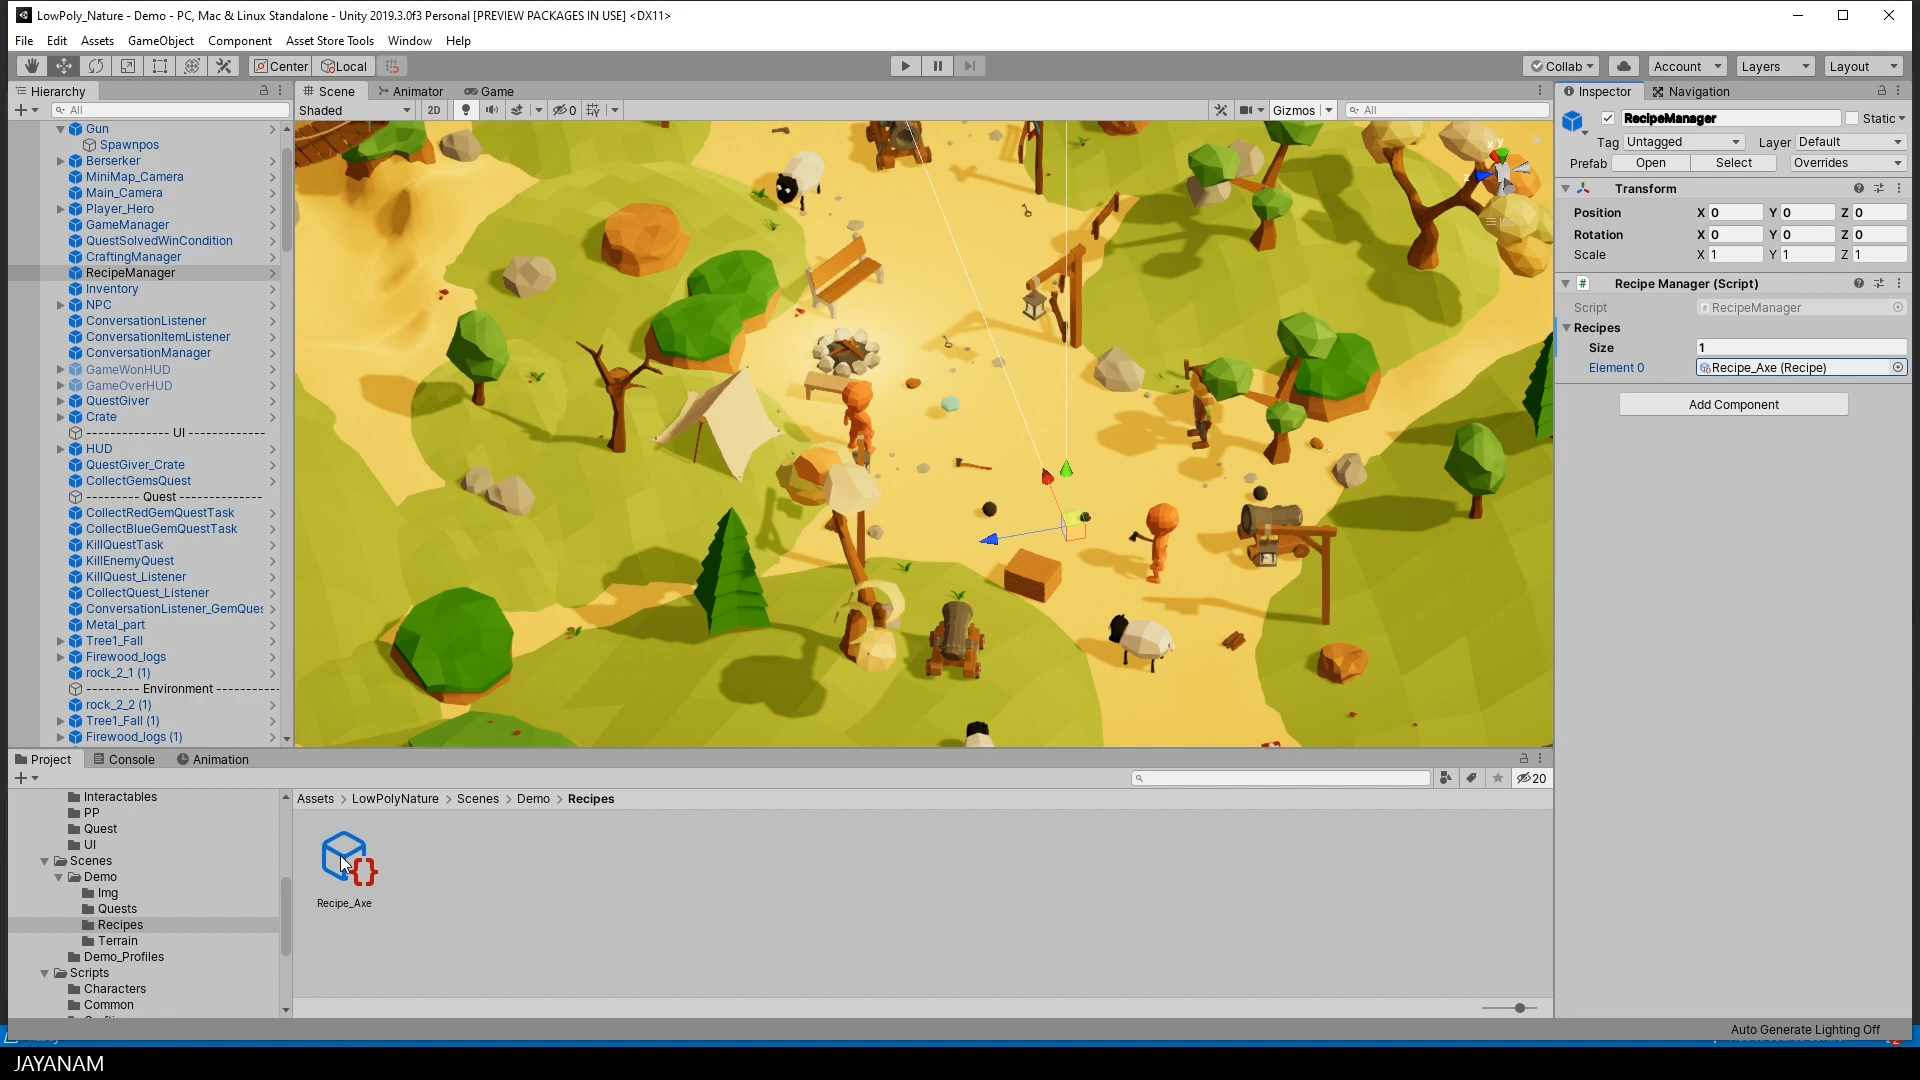 LowPoly_Nature - Demo - PC, Mac & Linux Standalone - Unity 2019.3.0f3 Personal [PREVIEW PACKAGES IN USE] <DX11>
File Edit Assets GameObject Component Asset Store Tools Window Help
Center Local Collab Account Layers Layout
Hierarchy
All
Gun
Spawnpos
Berserker
MiniMap_Camera
Main_Camera
Player_Hero
GameManager
QuestSolvedWinCondition
CraftingManager
RecipeManager
Inventory
NPC
ConversationListener
ConversationItemListener
ConversationManager
GameWonHUD
GameOverHUD
QuestGiver
Crate
------------- UI -------------
HUD
QuestGiver_Crate
CollectGemsQuest
--------- Quest --------------
CollectRedGemQuestTask
CollectBlueGemQuestTask
KillQuestTask
KillEnemyQuest
KillQuest_Listener
CollectQuest_Listener
ConversationListener_GemQues
Metal_part
Tree1_Fall
Firewood_logs
rock_2_1 (1)
--------- Environment ----------
rock_2_2 (1)
Tree1_Fall (1)
Firewood_logs (1)
Scene Animator Game
Shaded 2D 0 Gizmos All
x y
z
Iso
Inspector Navigation
RecipeManager Static
Tag Untagged Layer Default
Prefab Open Select Overrides
Transform
Position X 0 Y 0 Z 0
Rotation X 0 Y 0 Z 0
Scale X 1 Y 1 Z 1
# Recipe Manager (Script)
Script RecipeManager
Recipes
Size 1
Element 0 Recipe_Axe (Recipe)
Add Component
Project Console Animation
20
Interactables
PP
Quest
UI
Scenes
Demo
Img
Quests
Recipes
Terrain
Demo_Profiles
Scripts
Characters
Common
Assets > LowPolyNature > Scenes > Demo > Recipes
Recipe_Axe
Auto Generate Lighting Off
JAYANAM